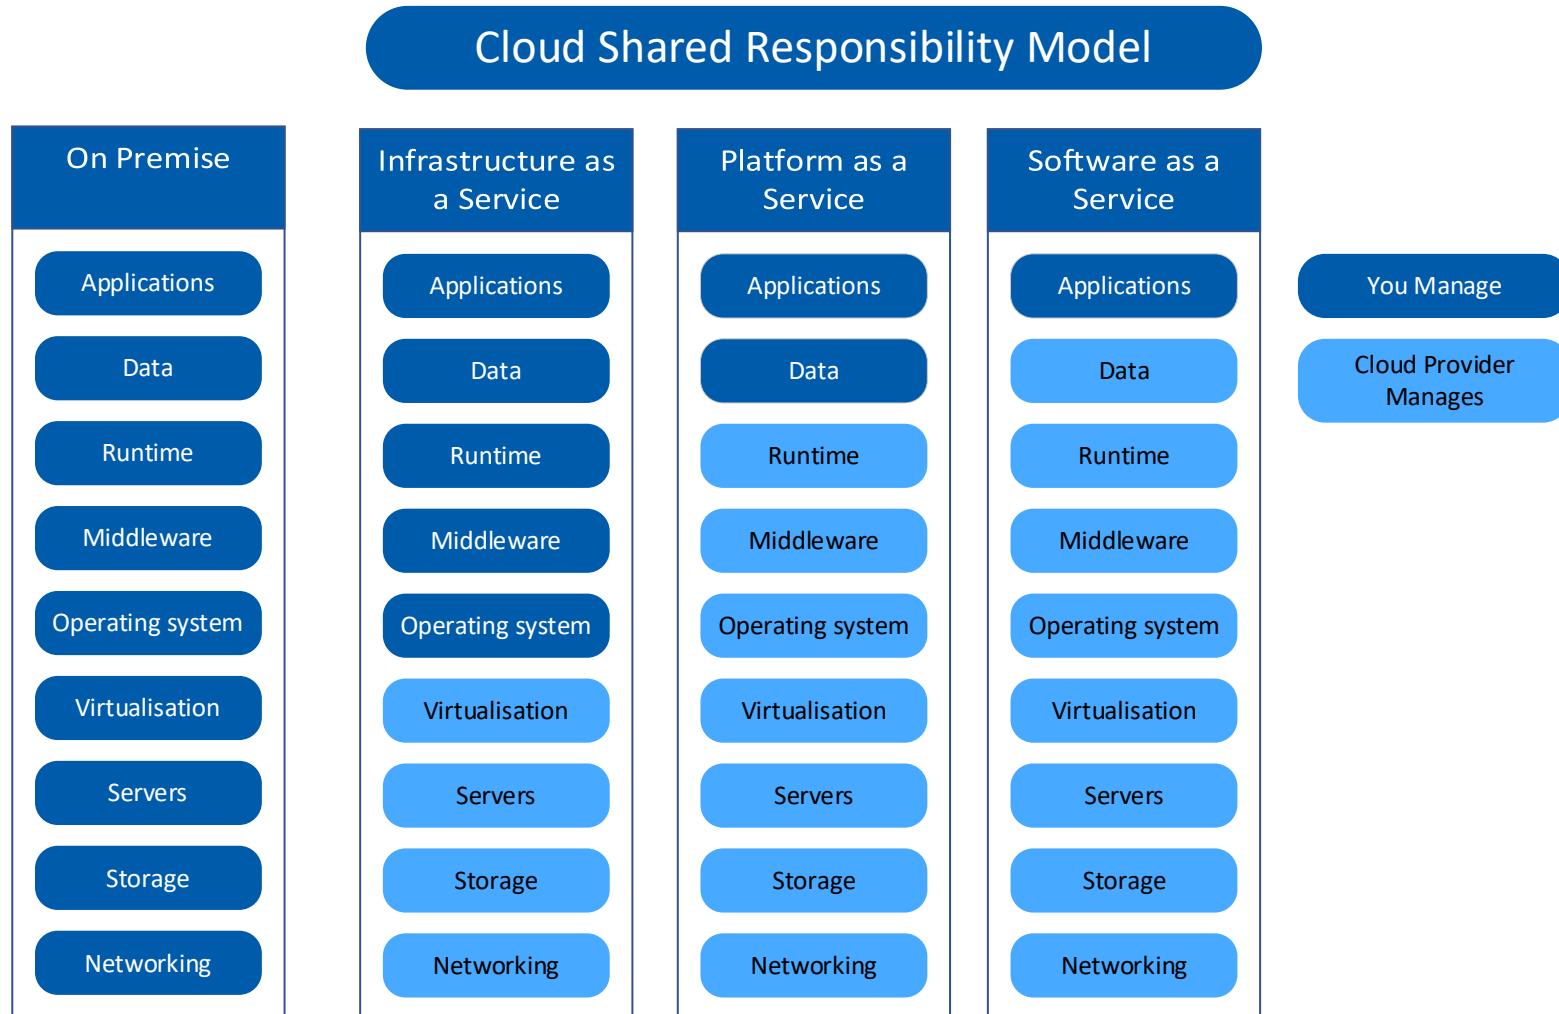 Cloud Shared Responsibility Model
On Premise
Applications
Data
Runtime
Middleware
Operating system
Virtualisation
Servers
Storage
Networking
Infrastructure as
a Service
Applications
Data
Runtime
Middleware
Operating system
Virtualisation
Servers
Storage
Networking
Platform as a
Service
Applications
Data
Runtime
Middleware
Operating system
Virtualisation
Servers
Storage
Networking
Software as a
Service
Applications
Data
Runtime
Middleware
Operating system
Virtualisation
Servers
Storage
Networking
You Manage
Cloud Provider
Manages